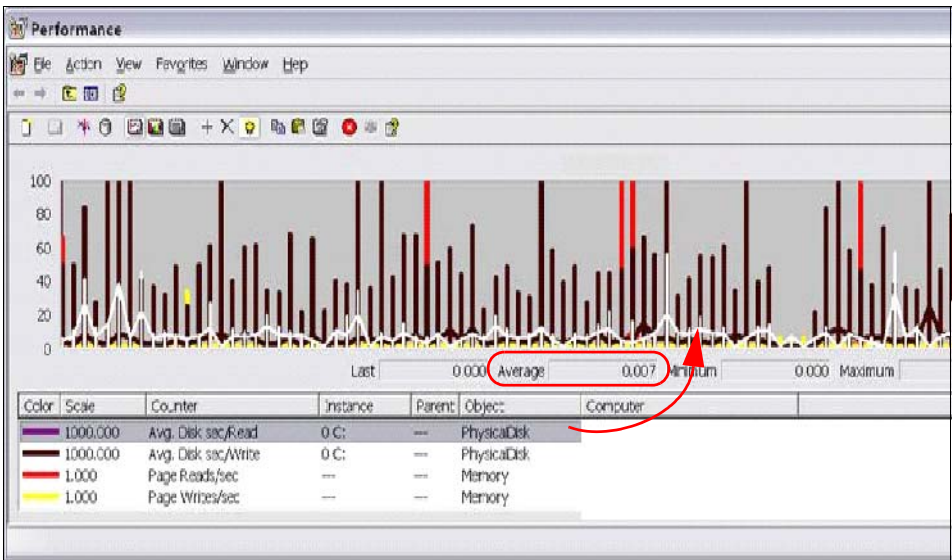 Performance
File Action View Favorites Window Help
100
80
60
40
20
0
Last 0.000 Average 0.007 Minimum 0.000 Maximum
Color Scale Counter Instance Parent Object Computer
1000.000 Avg. Disk sec/Read 0 C: --- PhysicalDisk
1000.000 Avg. Disk sec/Write 0 C: --- PhysicalDisk
1.000 Page Reads/sec --- --- Memory
1.000 Page Writes/sec --- --- Memory